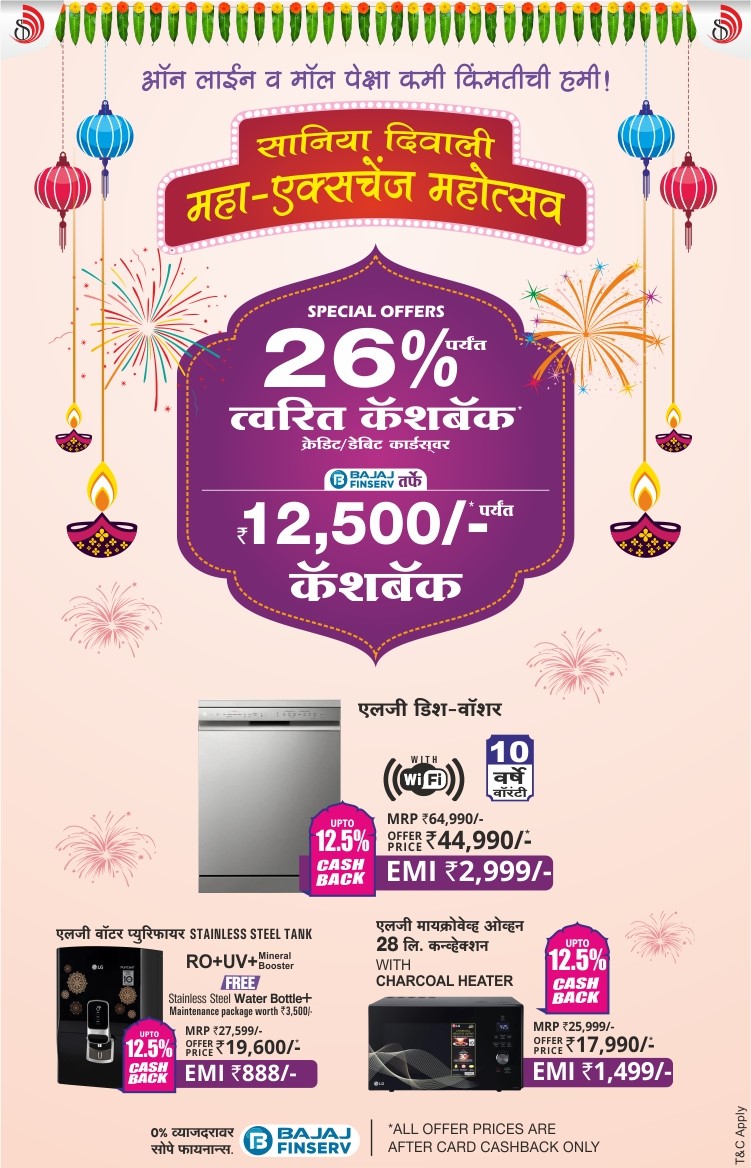 ऑन लाईन व मॉल पेक्षा कमी किंमतीची हमी!
सानिया दिवाली
महा-एक्सचेंज महोत्सव
SPECIAL OFFERS
26% पर्यंत
त्वरित कॅशबॅक*
क्रेडिट/डेबिट कार्डस्‌वर
B BAJAJ FINSERV तर्फे
₹12,500/-* पर्यंत
कॅशबॅक
एलजी डिश-वॉशर
WITH
WiFi
10
वर्षे
वॉरंटी
MRP ₹64,990/-
OFFER PRICE ₹44,990/-*
EMI ₹2,999/-
UPTO
12.5%
CASH
BACK
एलजी वॉटर प्युरिफायर STAINLESS STEEL TANK
RO+UV+ Mineral Booster
FREE
Stainless Steel Water Bottle+
Maintenance package worth ₹3,500/-
LG
MRP ₹27,599/-
OFFER PRICE ₹19,600/-*
EMI ₹888/-
UPTO
12.5%
CASH
BACK
एलजी मायक्रोवेव्ह ओव्हन
28 लि. कन्व्हेक्शन
WITH
CHARCOAL HEATER
LG
UPTO
12.5%
CASH
BACK
MRP ₹25,999/-
OFFER PRICE ₹17,990/-*
EMI ₹1,499/-
0% व्याजदरावर
सोपे फायनान्स.
B BAJAJ FINSERV
*ALL OFFER PRICES ARE
AFTER CARD CASHBACK ONLY
T&C Apply